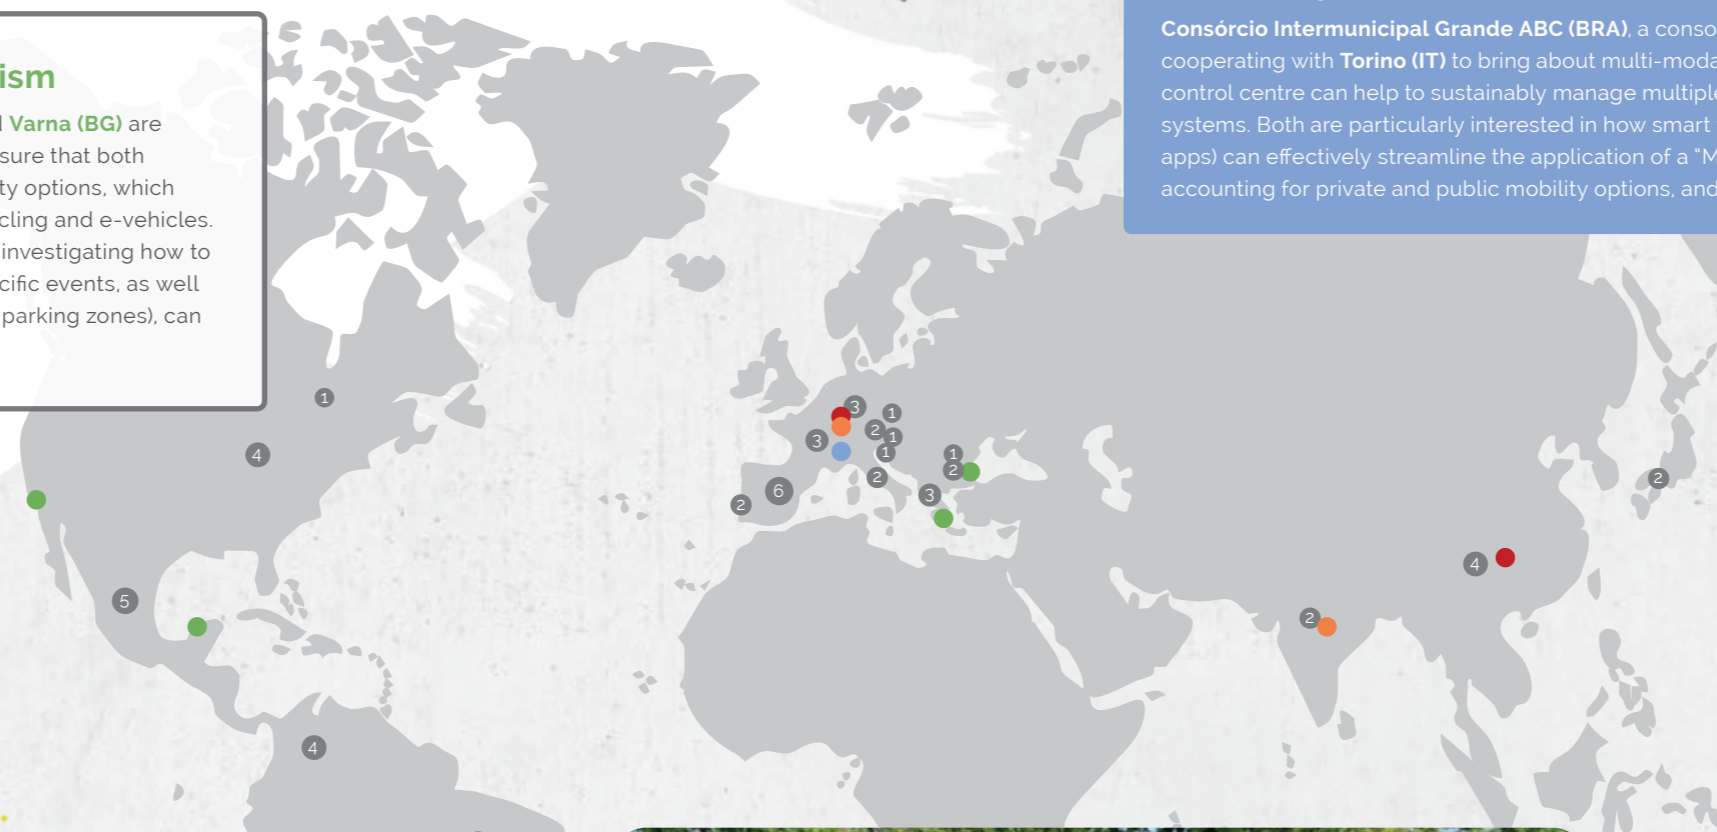 ism
Varna (BG) are
sure that both
ty options, which
cling and e-vehicles.
investigating how to
cific events, as well
parking zones), can
Consórcio Intermunicipal Grande ABC (BRA), a conso
cooperating with Torino (IT) to bring about multi-moda
control centre can help to sustainably manage multiple
systems. Both are particularly interested in how smart
apps) can effectively streamline the application of a “M
accounting for private and public mobility options, and
1
4
5
4
3
1
2
1
3
1
1
2
2
3
6
2
2
4
2